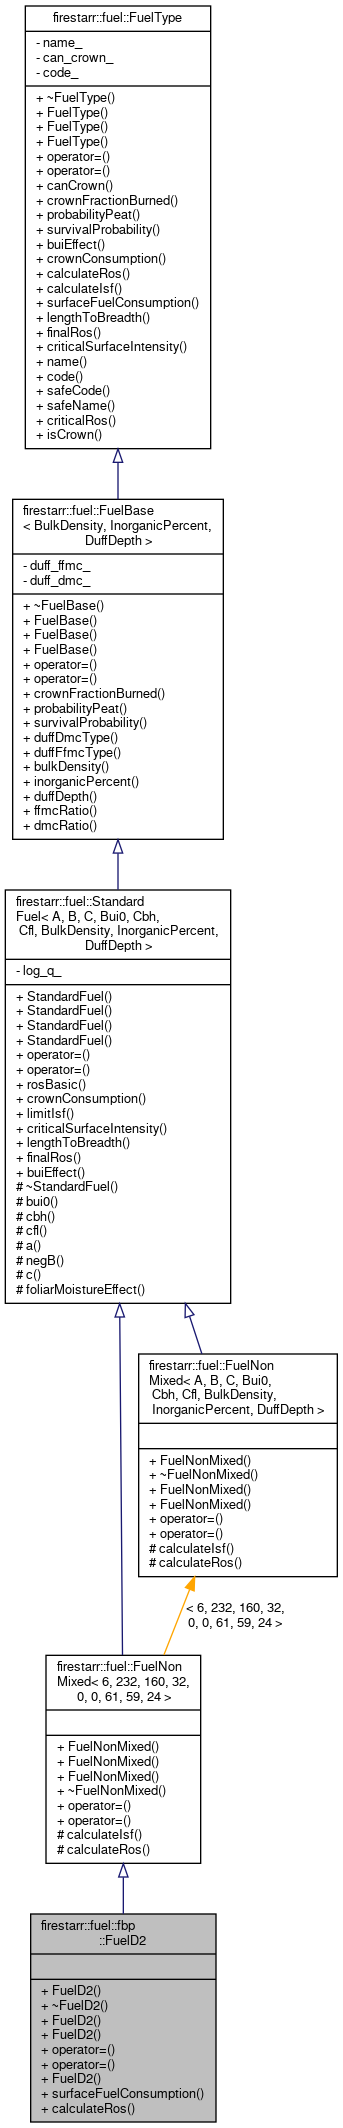 firestarr::fuel::FuelType
- name_
- can_crown_
- code_
+ ~FuelType()
+ FuelType()
+ FuelType()
+ FuelType()
+ operator=()
+ operator=()
+ canCrown()
+ crownFractionBurned()
+ probabilityPeat()
+ survivalProbability()
+ buiEffect()
+ crownConsumption()
+ calculateRos()
+ calculateIsf()
+ surfaceFuelConsumption()
+ lengthToBreadth()
+ finalRos()
+ criticalSurfaceIntensity()
+ name()
+ code()
+ safeCode()
+ safeName()
+ criticalRos()
+ isCrown()
firestarr::fuel::FuelBase
< BulkDensity, InorganicPercent,
DuffDepth >
- duff_ffmc_
- duff_dmc_
+ ~FuelBase()
+ FuelBase()
+ FuelBase()
+ FuelBase()
+ operator=()
+ operator=()
+ crownFractionBurned()
+ probabilityPeat()
+ survivalProbability()
+ duffDmcType()
+ duffFfmcType()
+ bulkDensity()
+ inorganicPercent()
+ duffDepth()
+ ffmcRatio()
+ dmcRatio()
firestarr::fuel::Standard
Fuel< A, B, C, Bui0, Cbh,
Cfl, BulkDensity, InorganicPercent,
DuffDepth >
- log_q_
+ StandardFuel()
+ StandardFuel()
+ StandardFuel()
+ StandardFuel()
+ operator=()
+ operator=()
+ rosBasic()
+ crownConsumption()
+ limitIsf()
+ criticalSurfaceIntensity()
+ lengthToBreadth()
+ finalRos()
+ buiEffect()
# ~StandardFuel()
# bui0()
# cbh()
# cfl()
# a()
# negB()
# c()
# foliarMoistureEffect()
firestarr::fuel::FuelNon
Mixed< A, B, C, Bui0,
Cbh, Cfl, BulkDensity,
InorganicPercent, DuffDepth >
+ FuelNonMixed()
+ ~FuelNonMixed()
+ FuelNonMixed()
+ FuelNonMixed()
+ operator=()
+ operator=()
# calculateIsf()
# calculateRos()
< 6, 232, 160, 32,
0, 0, 61, 59, 24 >
firestarr::fuel::FuelNon
Mixed< 6, 232, 160, 32,
0, 0, 61, 59, 24 >
+ FuelNonMixed()
+ FuelNonMixed()
+ FuelNonMixed()
+ ~FuelNonMixed()
+ operator=()
+ operator=()
# calculateIsf()
# calculateRos()
firestarr::fuel::fbp
::FuelD2
+ FuelD2()
+ ~FuelD2()
+ FuelD2()
+ FuelD2()
+ operator=()
+ operator=()
+ FuelD2()
+ surfaceFuelConsumption()
+ calculateRos()